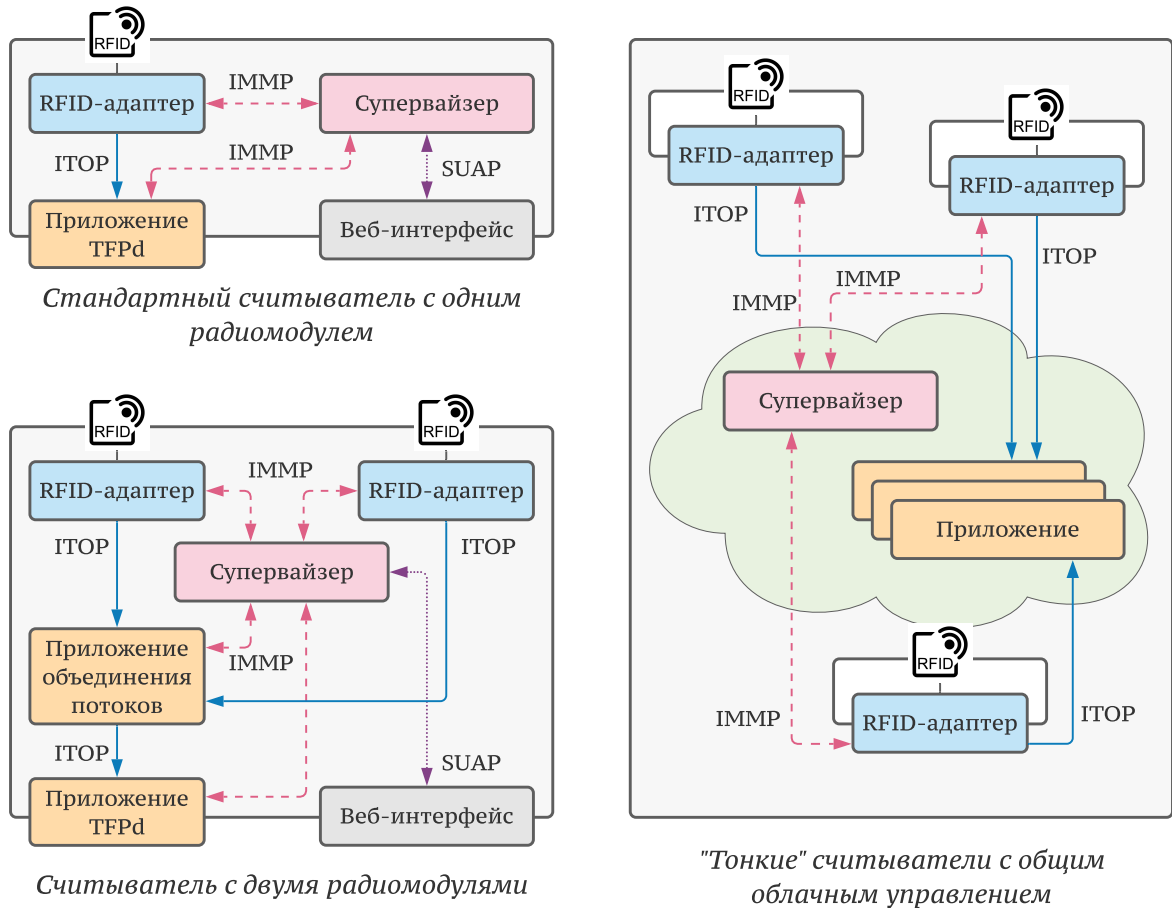 RFID
RFID-адаптер
IMMP
Супервайзер
ITOP
IMMP
SUAP
Приложение
TFPd
Веб-интерфейс
Стандартный считыватель с одним
радиомодулем
RFID
RFID
RFID-адаптер
IMMP
RFID-адаптер
ITOP
ITOP
Супервайзер
Приложение
объединения
потоков
IMMP
ITOP
SUAP
Приложение
TFPd
Веб-интерфейс
Считыватель с двумя радиомодулями
RFID
RFID
RFID-адаптер
RFID-адаптер
ITOP
ITOP
IMMP
IMMP
Супервайзер
Приложение
RFID
IMMP
RFID-адаптер
ITOP
"Тонкие" считыватели с общим
облачным управлением